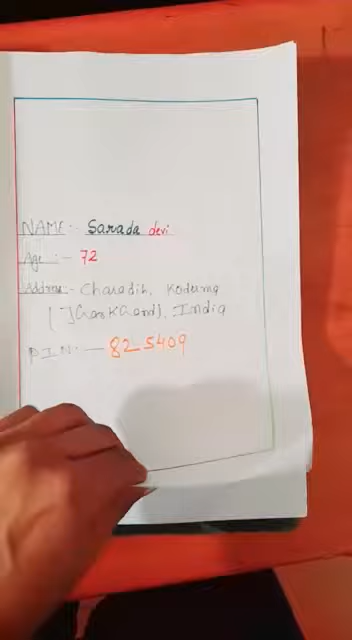 NAME:- Sarada devi
Age :- 72
Address:- Charadih, Koderma
(Jharkhand), India
PIN:- 825409